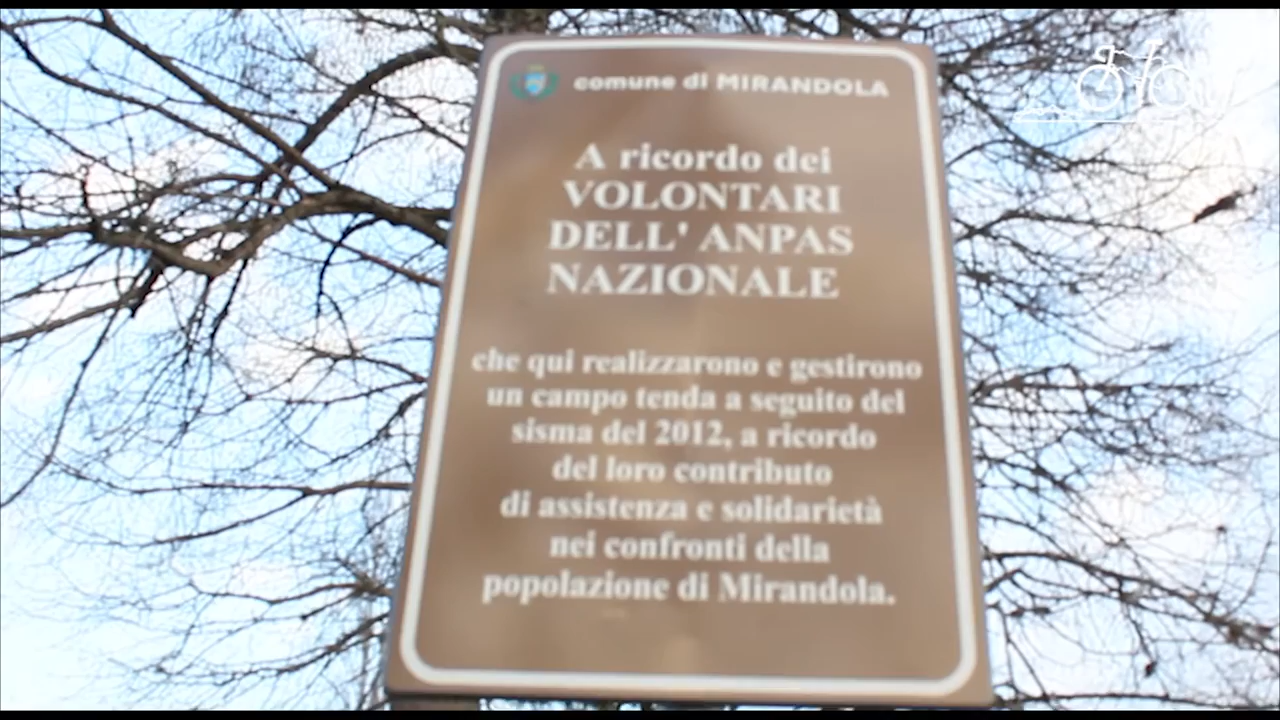 comune di MIRANDOLA
A ricordo dei
VOLONTARI
DELL' ANPAS
NAZIONALE
che qui realizzarono e gestirono
un campo tenda a seguito del
sisma del 2012, a ricordo
del loro contributo
di assistenza e solidarietà
nei confronti della
popolazione di Mirandola.